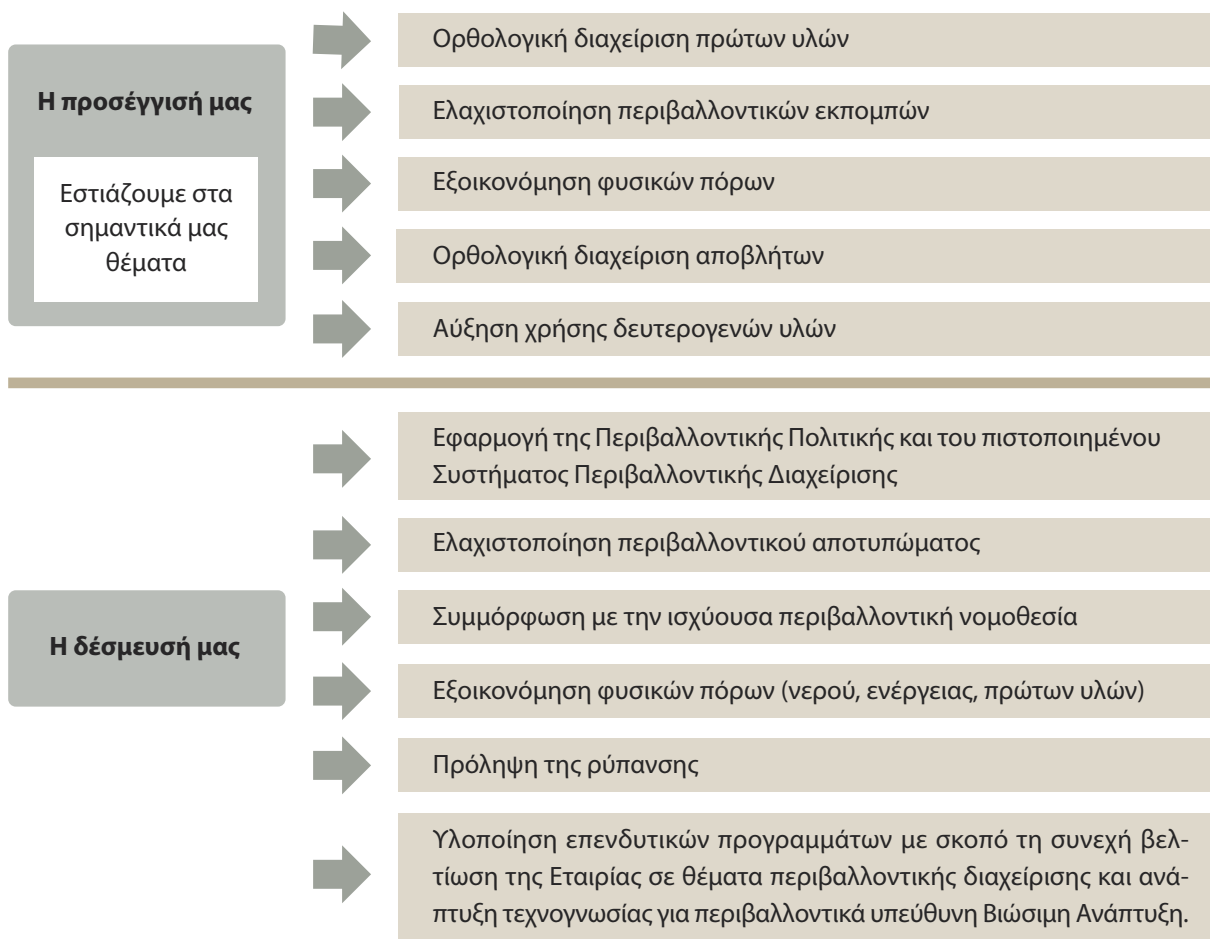 Η προσέγγισή μας
Εστιάζουμε στα
σημαντικά μας
θέματα
Ορθολογική διαχείριση πρώτων υλών
Ελαχιστοποίηση περιβαλλοντικών εκπομπών
Εξοικονόμηση φυσικών πόρων
Ορθολογική διαχείριση αποβλήτων
Αύξηση χρήσης δευτερογενών υλών
Η δέσμευσή μας
Εφαρμογή της Περιβαλλοντικής Πολιτικής και του πιστοποιημένου
Συστήματος Περιβαλλοντικής Διαχείρισης
Ελαχιστοποίηση περιβαλλοντικού αποτυπώματος
Συμμόρφωση με την ισχύουσα περιβαλλοντική νομοθεσία
Εξοικονόμηση φυσικών πόρων (νερού, ενέργειας, πρώτων υλών)
Πρόληψη της ρύπανσης
Υλοποίηση επενδυτικών προγραμμάτων με σκοπό τη συνεχή βελ-
τίωση της Εταιρίας σε θέματα περιβαλλοντικής διαχείρισης και ανά-
πτυξη τεχνογνωσίας για περιβαλλοντικά υπεύθυνη Βιώσιμη Ανάπτυξη.